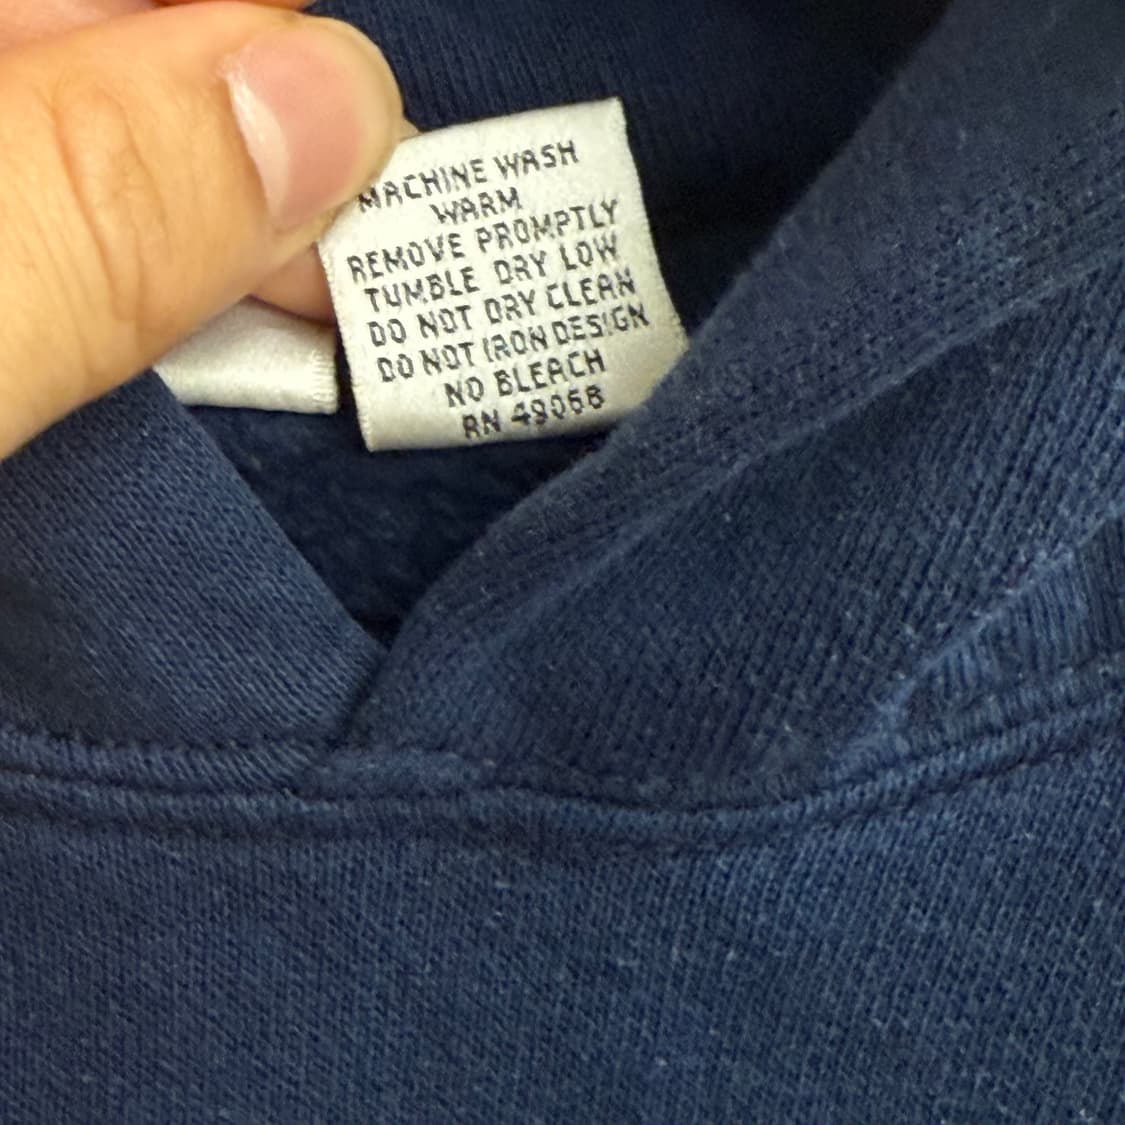 MACHINE WASH
WARM
REMOVE PROMPTLY
TUMBLE DRY LOW
DO NOT DRY CLEAN
DO NOT IRON DESIGN
NO BLEACH
RN 49068